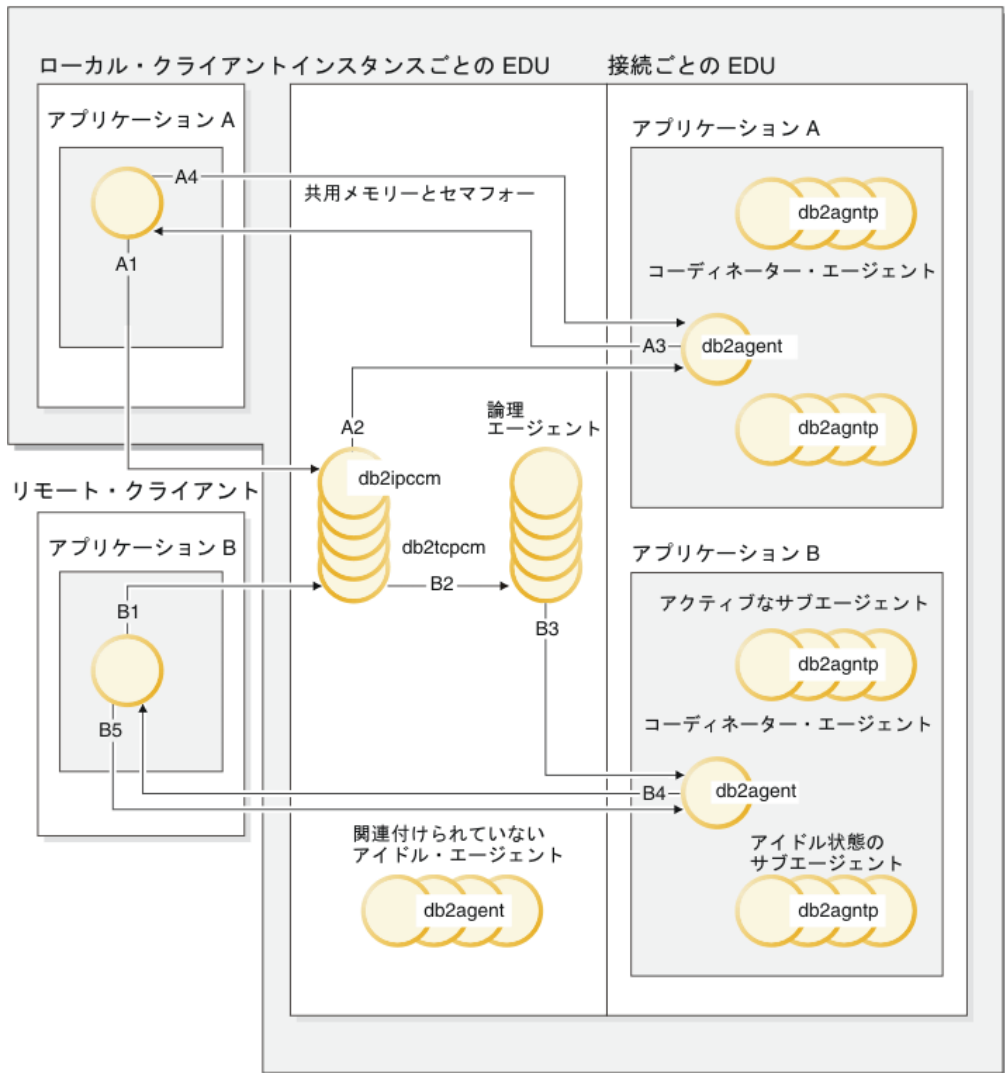 ローカル・クライアント
インスタンスごとの EDU
接続ごとの EDU
アプリケーション A
A4
A1
共用メモリーとセマフォー
アプリケーション A
db2agntp
コーディネーター・エージェント
A3
db2agent
db2agntp
A2
db2ipccm
論理
エージェント
db2tcpcm
B2
B3
リモート・クライアント
アプリケーション B
B1
B5
アプリケーション B
アクティブなサブエージェント
db2agntp
コーディネーター・エージェント
B4
db2agent
アイドル状態の
サブエージェント
db2agntp
関連付けられていない
アイドル・エージェント
db2agent